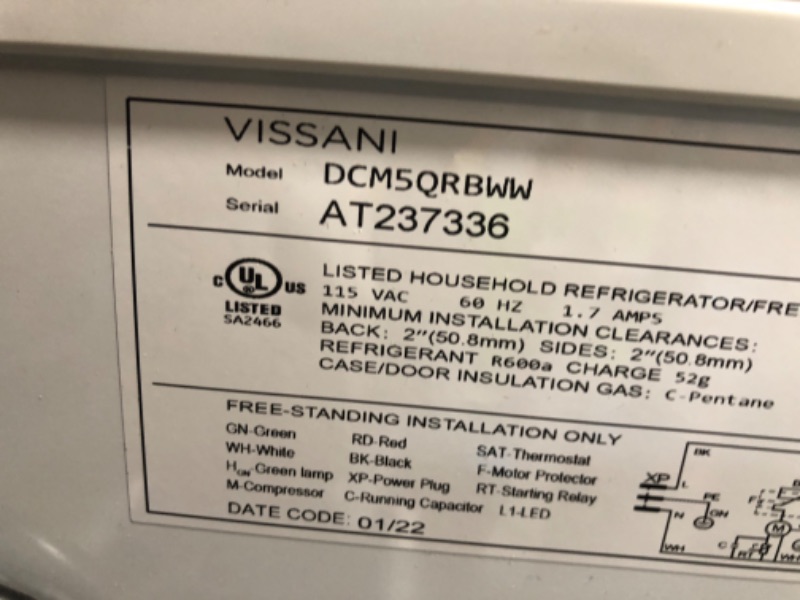 VISSANI
Model DCM5QRBWW
Serial AT237336
C UL US
LISTED
SA2466
LISTED HOUSEHOLD REFRIGERATOR/FRE
115 VAC 60 HZ 1.7 AMPS
MINIMUM INSTALLATION CLEARANCES:
BACK: 2"(50.8mm) SIDES: 2"(50.8mm)
REFRIGERANT R600a CHARGE 52g
CASE/DOOR INSULATION GAS: C-Pentane
FREE-STANDING INSTALLATION ONLY
GN-Green RD-Red SAT-Thermostat
WH-White BK-Black F-Motor Protector
HGN-Green lamp XP-Power Plug RT-Starting Relay
M-Compressor C-Running Capacitor L1-LED
DATE CODE: 01/22
BK
XP
L
PE
N
GN
WH
F
M
C
RT